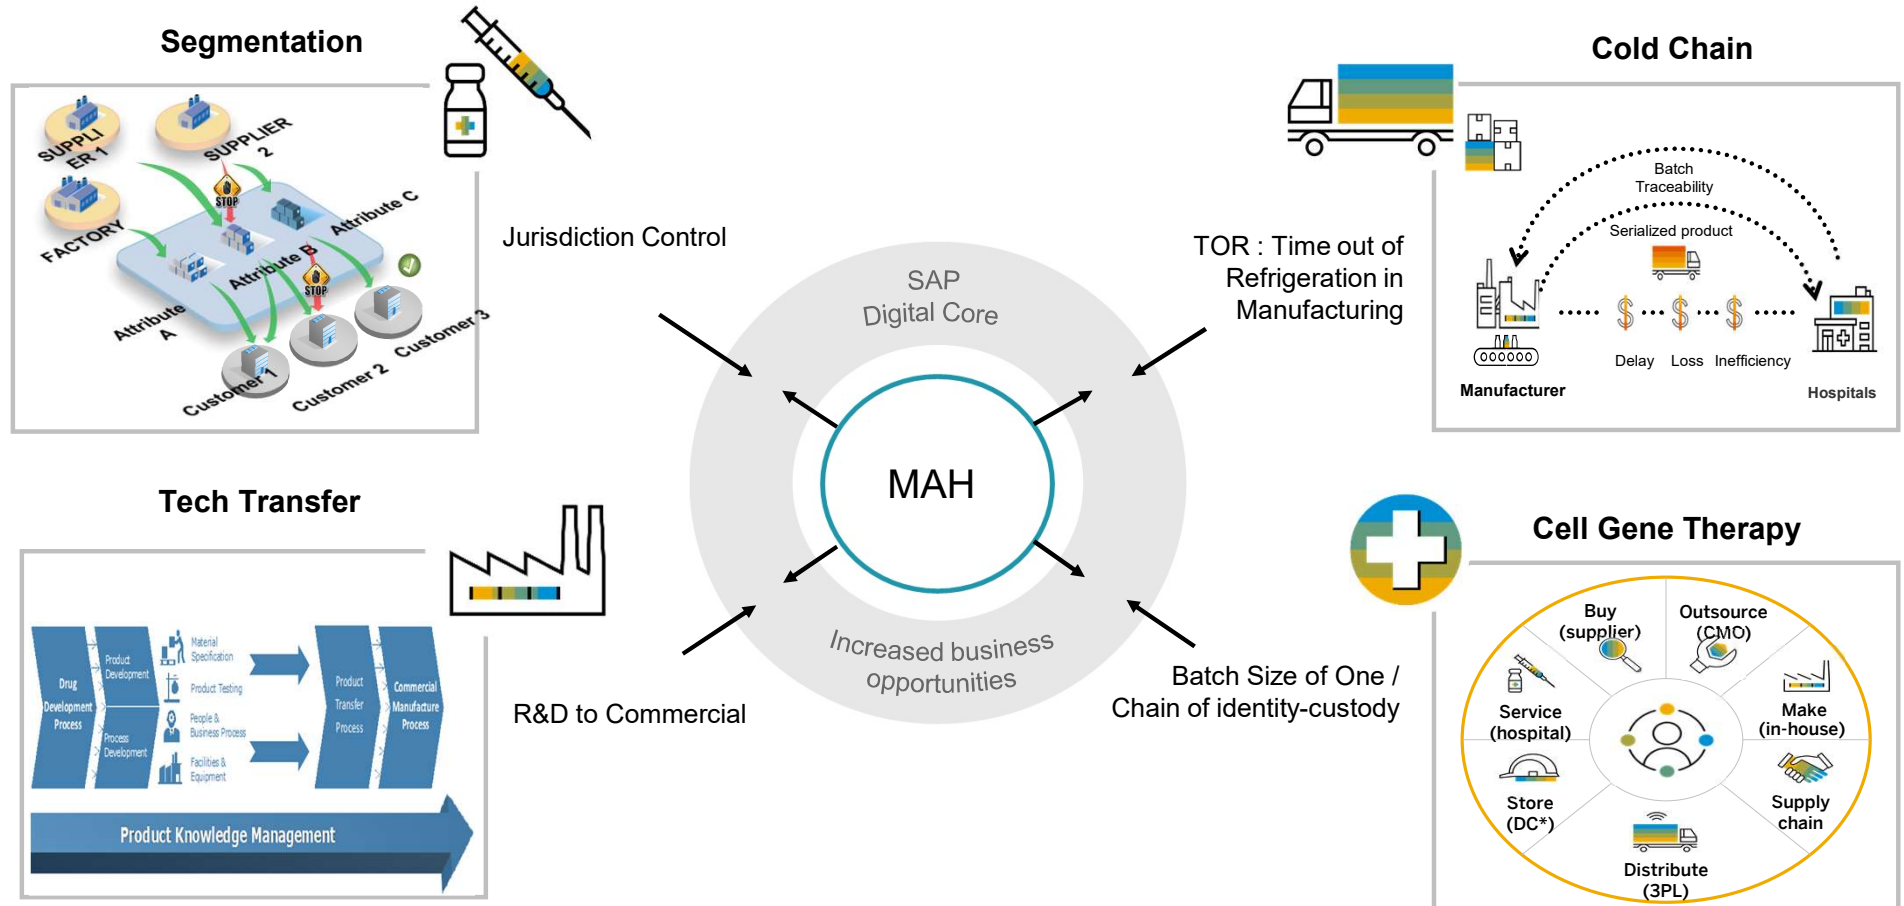 Segmentation
SUPPLI
ER 1
SUPPLIER
2
FACTORY
STOP
Attribute C
Attribute B
STOP
Attribute
A
Customer 3
Customer 2
Customer 1
Jurisdiction Control
Cold Chain
Batch
Traceability
Serialized product
Delay Loss Inefficiency
Manufacturer
Hospitals
TOR : Time out of
Refrigeration in
Manufacturing
SAP
Digital Core
MAH
Increased business
opportunities
Tech Transfer
Drug
Development
Process
Product
Development
Process
Development
Material
Specification
Product Testing
People &
Business Process
Facilities &
Equipment
Product
Transfer
Process
Commercial
Manufacture
Process
Product Knowledge Management
R&D to Commercial
Cell Gene Therapy
Batch Size of One /
Chain of identity-custody
Buy
(supplier)
Outsource
(CMO)
Make
(in-house)
Supply
chain
Distribute
(3PL)
Store
(DC*)
Service
(hospital)